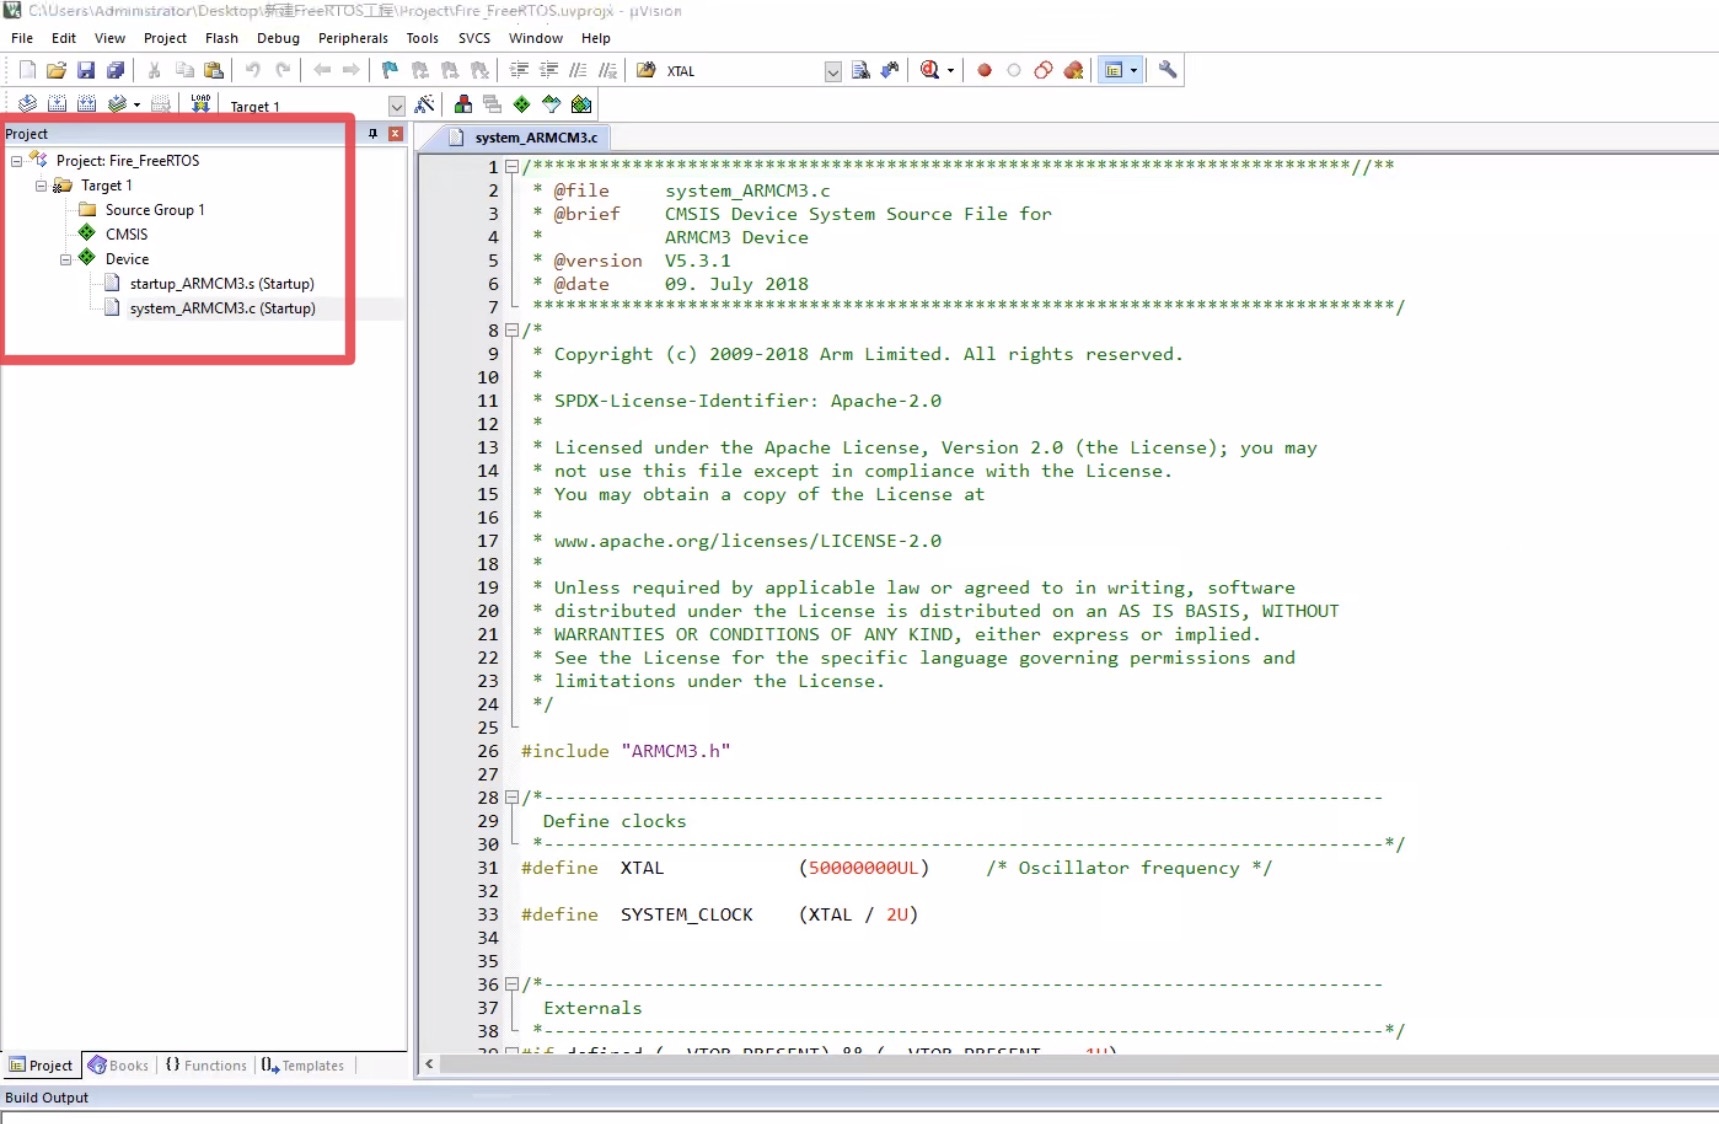 C:\Users\Administrator\Desktop\新建FreeRTOS工程\Project\Fire_FreeRTOS.uvprojx - µVision
File Edit View Project Flash Debug Peripherals Tools SVCS Window Help
XTAL
LOAD Target 1
Project
Project: Fire_FreeRTOS
Target 1
Source Group 1
CMSIS
Device
startup_ARMCM3.s (Startup)
system_ARMCM3.c (Startup)
system_ARMCM3.c
1 /**************************************************************************//**
2 * @file system_ARMCM3.c
3 * @brief CMSIS Device System Source File for
4 * ARMCM3 Device
5 * @version V5.3.1
6 * @date 09. July 2018
7 ******************************************************************************/
8 /*
9 * Copyright (c) 2009-2018 Arm Limited. All rights reserved.
10 *
11 * SPDX-License-Identifier: Apache-2.0
12 *
13 * Licensed under the Apache License, Version 2.0 (the License); you may
14 * not use this file except in compliance with the License.
15 * You may obtain a copy of the License at
16 *
17 * www.apache.org/licenses/LICENSE-2.0
18 *
19 * Unless required by applicable law or agreed to in writing, software
20 * distributed under the License is distributed on an AS IS BASIS, WITHOUT
21 * WARRANTIES OR CONDITIONS OF ANY KIND, either express or implied.
22 * See the License for the specific language governing permissions and
23 * limitations under the License.
24 */
25
26 #include "ARMCM3.h"
27
28 /*----------------------------------------------------------------------------
29 Define clocks
30 *----------------------------------------------------------------------------*/
31 #define XTAL (50000000UL) /* Oscillator frequency */
32
33 #define SYSTEM_CLOCK (XTAL / 2U)
34
35
36 /*----------------------------------------------------------------------------
37 Externals
38 *----------------------------------------------------------------------------*/
39 #if defined (
Project Books {} Functions Templates
Build Output